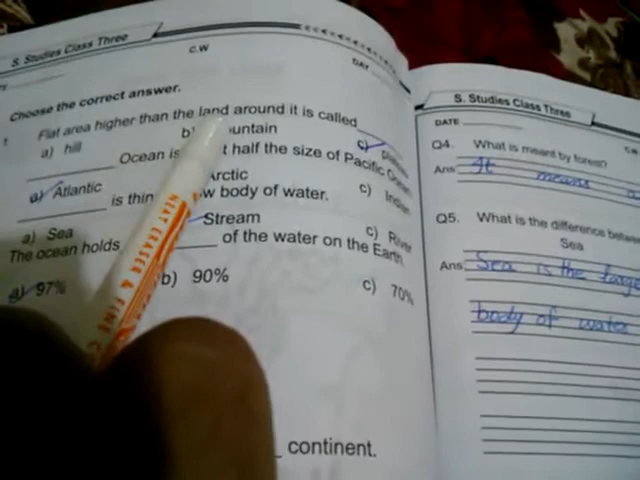 S. Studies Class Three
C.W
DAY
Choose the correct answer.
Flat area higher than the land around it is called
a) hill b) untain c)
Ocean is half the size of Pacific
a) Atlantic rctic c)
is thin w body of water.
a) Sea Stream c) River
The ocean holds of the water on the Earth
a) 97% b) 90% c) 70%
continent.
S. Studies Class Three
DATE
Q4. What is meant by forest?
Ans It means a
Q5. What is the difference
Sea
Ans Sea is the
body of water